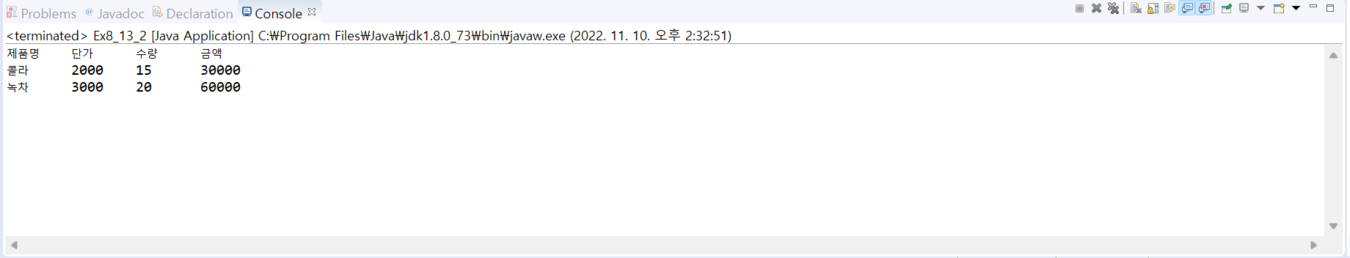 Problems Javadoc Declaration Console
<terminated> Ex8_13_2 [Java Application] C:₩Program Files₩Java₩jdk1.8.0_73₩bin₩javaw.exe (2022. 11. 10. 오후 2:32:51)
제품명 단가 수량 금액
콜라 2000 15 30000
녹차 3000 20 60000